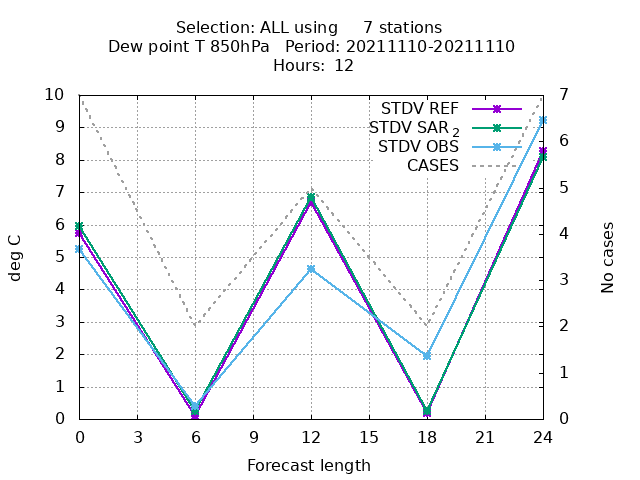 Selection: ALL using     7 stations
Dew point T 850hPa   Period: 20211110-20211110
Hours: 12
10
9
8
7
6
5
4
3
2
1
0
deg C
STDV REF
STDV SAR 2
STDV OBS
CASES
7
6
5
4
3
2
1
0
No cases
0 3 6 9 12 15 18 21 24
Forecast length